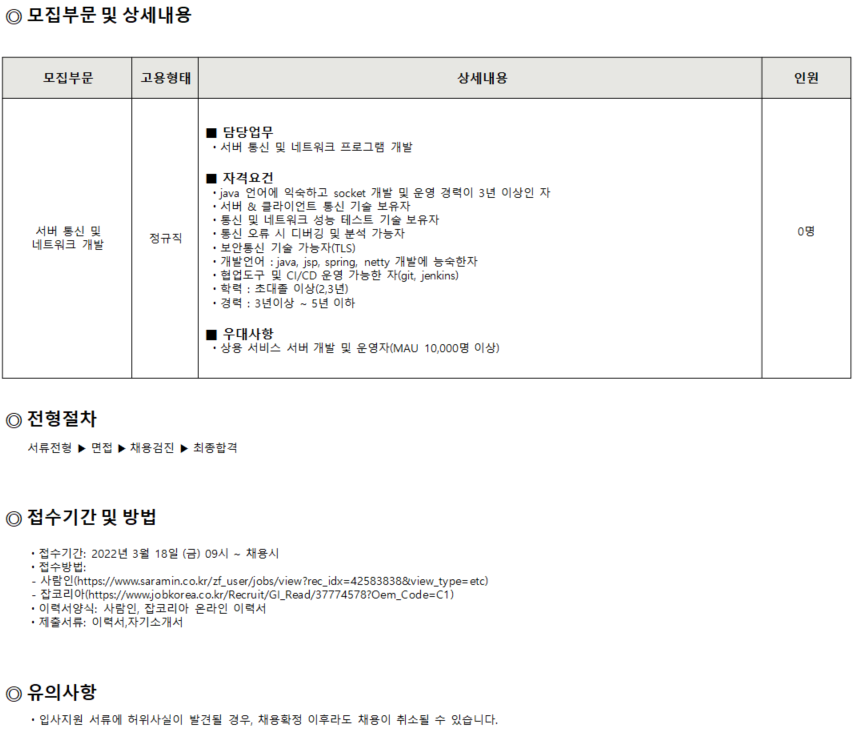 ◎ 모집부문 및 상세내용
모집부문 고용형태 상세내용 인원
서버 통신 및
네트워크 개발
정규직
■ 담당업무
・서버 통신 및 네트워크 프로그램 개발
■ 자격요건
・java 언어에 익숙하고 socket 개발 및 운영 경력이 3년 이상인 자
・서버 & 클라이언트 통신 기술 보유자
・통신 및 네트워크 성능 테스트 기술 보유자
・통신 오류 시 디버깅 및 분석 가능자
・보안통신 기술 가능자(TLS)
・개발언어 : java, jsp, spring, netty 개발에 능숙한자
・협업도구 및 CI/CD 운영 가능한 자(git, jenkins)
・학력 : 초대졸 이상(2,3년)
・경력 : 3년이상 ~ 5년 이하
■ 우대사항
・상용 서비스 서버 개발 및 운영자(MAU 10,000명 이상)
0명
◎ 전형절차
서류전형 ▶ 면접 ▶ 채용검진 ▶ 최종합격
◎ 접수기간 및 방법
・접수기간: 2022년 3월 18일 (금) 09시 ~ 채용시
・접수방법:
- 사람인(https://www.saramin.co.kr/zf_user/jobs/view?rec_idx=42583838&view_type=etc)
- 잡코리아(https://www.jobkorea.co.kr/Recruit/GI_Read/37774578?Oem_Code=C1)
・이력서양식: 사람인, 잡코리아 온라인 이력서
・제출서류: 이력서,자기소개서
◎ 유의사항
・입사지원 서류에 허위사실이 발견될 경우, 채용확정 이후라도 채용이 취소될 수 있습니다.